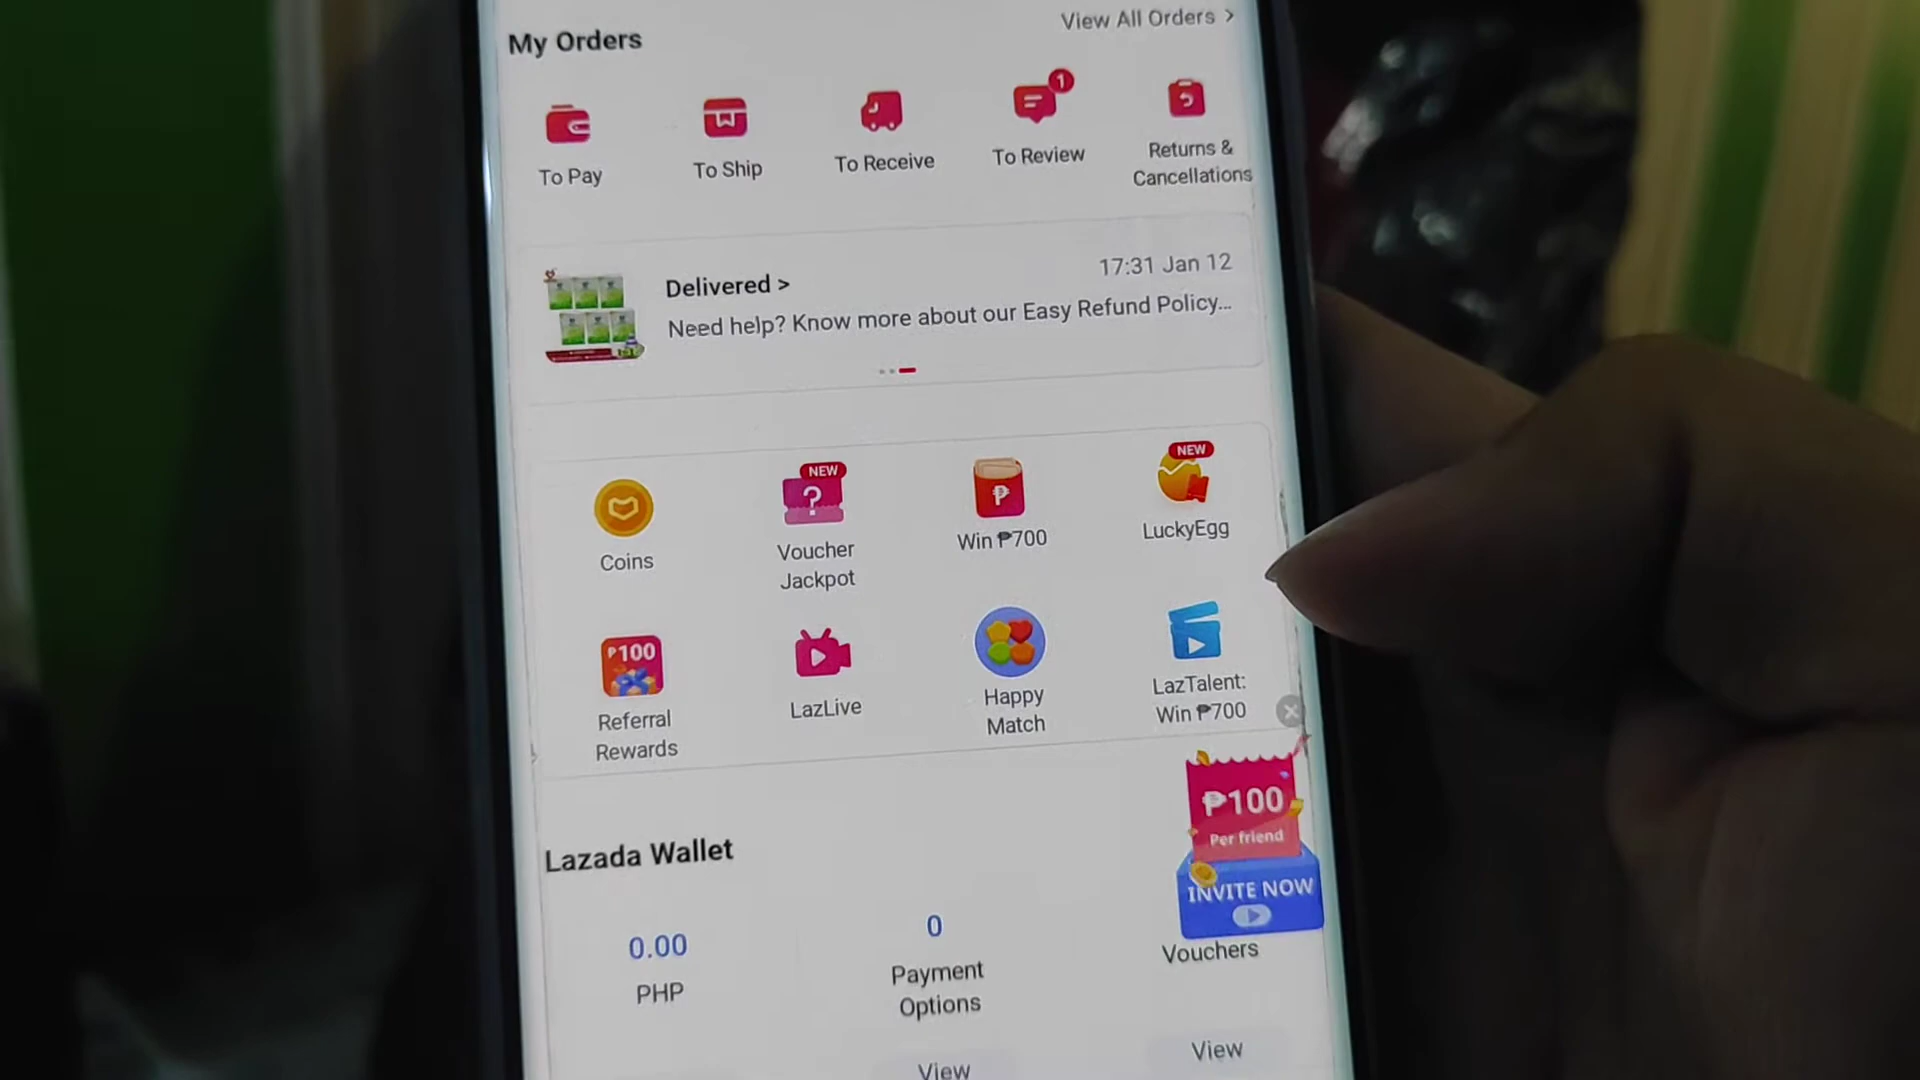 My Orders
View All Orders >
1
To Pay
To Ship
To Receive
To Review
Returns &
Cancellations
Delivered >
17:31 Jan 12
Need help? Know more about our Easy Refund Policy...
NEW
NEW
Coins
Voucher
Jackpot
Win ₱700
LuckyEgg
₱100
Referral
Rewards
LazLive
Happy
Match
LazTalent:
Win ₱700
₱100
Per friend
INVITE NOW
Lazada Wallet
0.00
PHP
0
Payment
Options
Vouchers
View
View